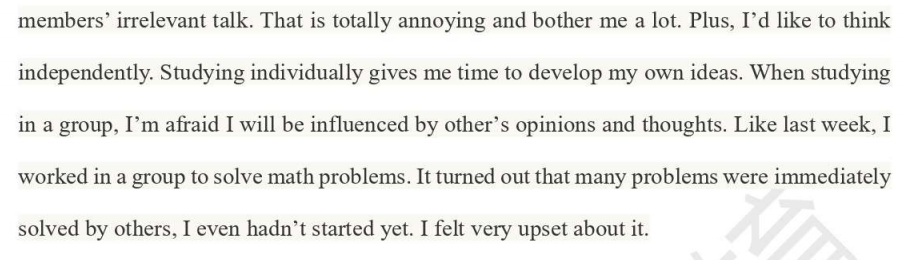 members’ irrelevant talk. That is totally annoying and bother me a lot. Plus, I’d like to think
independently. Studying individually gives me time to develop my own ideas. When studying
in a group, I’m afraid I will be influenced by other’s opinions and thoughts. Like last week, I
worked in a group to solve math problems. It turned out that many problems were immediately
solved by others, I even hadn’t started yet. I felt very upset about it.